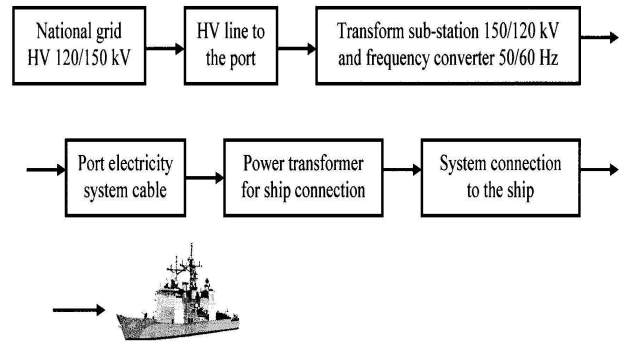 National grid
HV 120/150 kV
HV line to
the port
Transform sub-station 150/120 kV
and frequency converter 50/60 Hz
Port electricity
system cable
Power transformer
for ship connection
System connection
to the ship